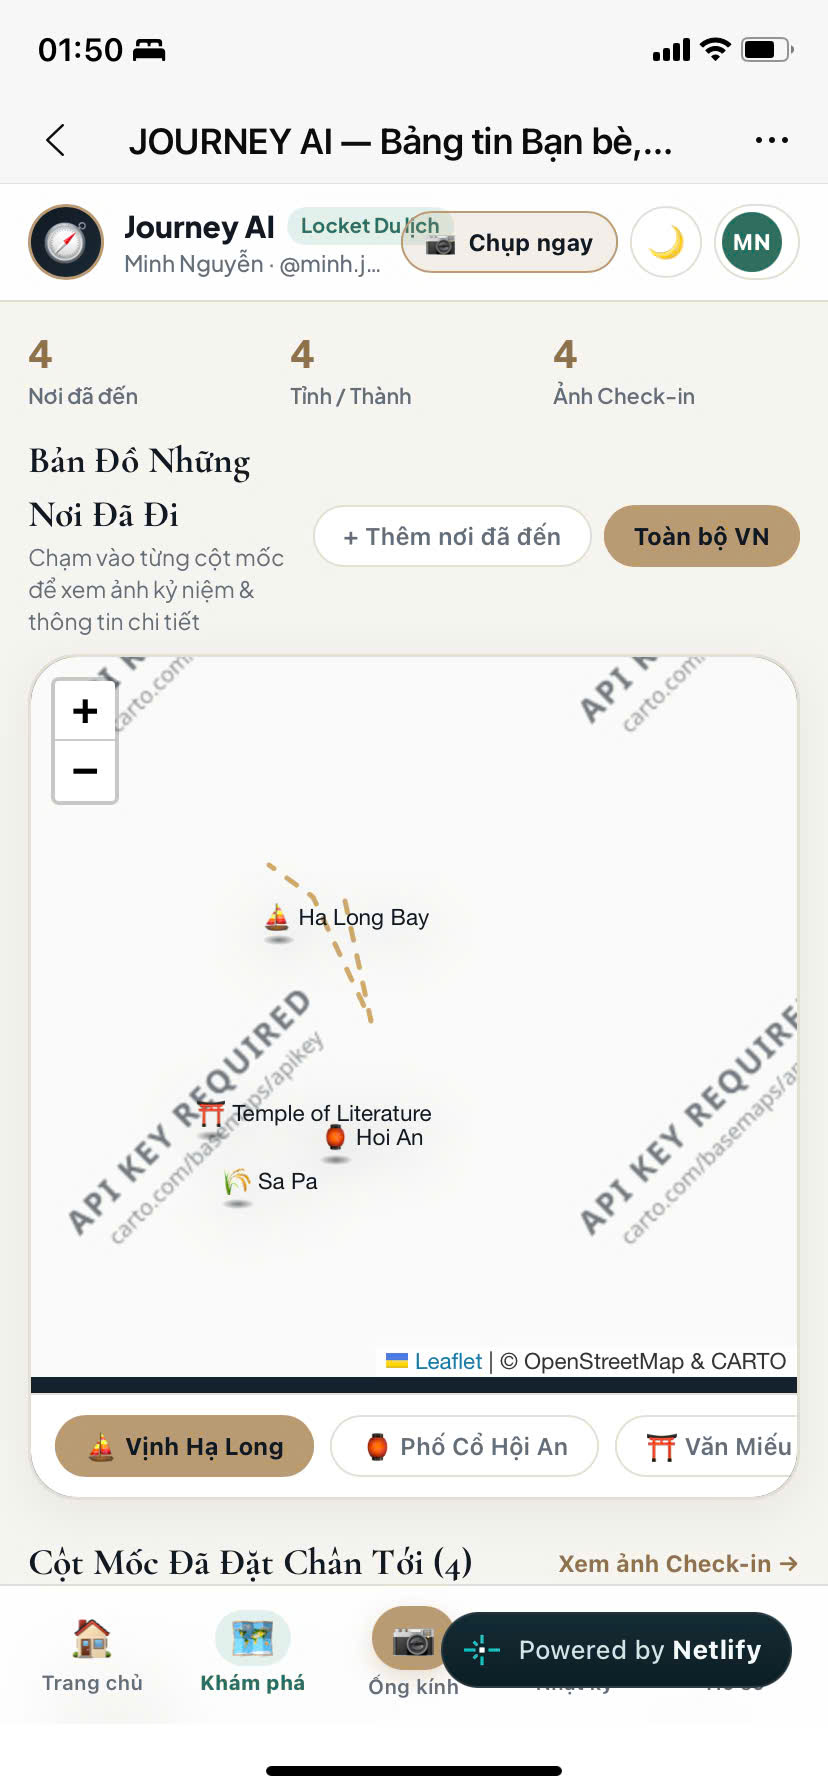 01:50
JOURNEY AI — Bảng tin Bạn bè,...
Journey AI
Locket Du lịch
Minh Nguyễn · @minh.j...
Chụp ngay
MN
4
Nơi đã đến
4
Tỉnh / Thành
4
Ảnh Check-in
Bản Đồ Những
Nơi Đã Đi
Chạm vào từng cột mốc
để xem ảnh kỷ niệm &
thông tin chi tiết
+ Thêm nơi đã đến
Toàn bộ VN
+
−
API
carto.com
API
carto.com
Ha Long Bay
API KEY REQUIRED
carto.com/basemaps/apikey
API KEY REQUIRE
carto.com/basemaps/a
Temple of Literature
Hoi An
Sa Pa
Leaflet | © OpenStreetMap & CARTO
Vịnh Hạ Long
Phố Cổ Hội An
Văn Miếu
Cột Mốc Đã Đặt Chân Tới (4)
Xem ảnh Check-in →
Trang chủ
Khám phá
Ống kính
Powered by Netlify